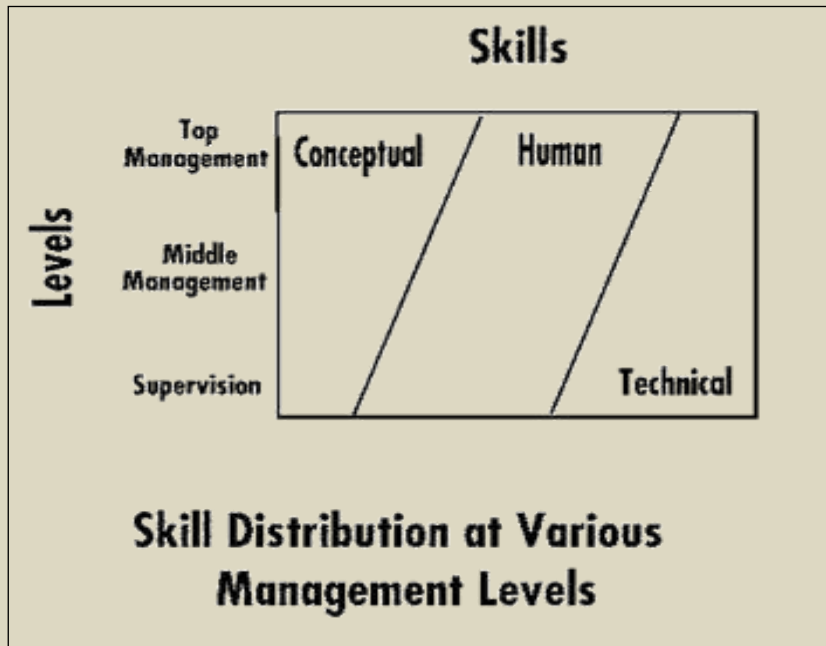 Skills
Levels
Top
Management
Conceptual
Human
Middle
Management
Supervision
Technical
Skill Distribution at Various
Management Levels